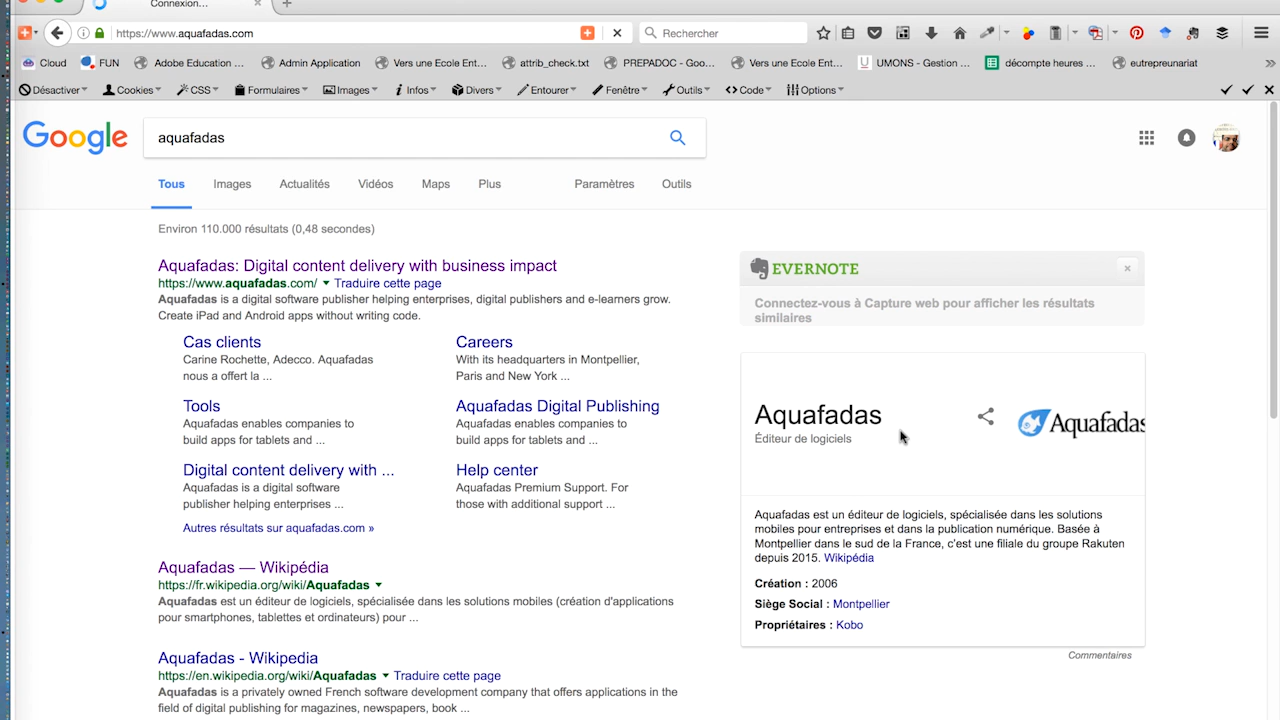 Connexion...
https://www.aquafadas.com
Rechercher
Cloud
FUN
Adobe Education ...
Admin Application
Vers une Ecole Ent...
attrib_check.txt
PREPADOC - Goo...
Vers une Ecole Ent...
UMONS - Gestion ...
décompte heures ...
eutrepreunariat
Désactiver
Cookies
CSS
Formulaires
Images
Infos
Divers
Entourer
Fenêtre
Outils
Code
Options
Google
aquafadas
Tous
Images
Actualités
Vidéos
Maps
Plus
Paramètres
Outils
Environ 110.000 résultats (0,48 secondes)
Aquafadas: Digital content delivery with business impact
https://www.aquafadas.com/ Traduire cette page
Aquafadas is a digital software publisher helping enterprises, digital publishers and e-learners grow.
Create iPad and Android apps without writing code.
Cas clients
Carine Rochette, Adecco. Aquafadas
nous a offert la ...
Careers
With its headquarters in Montpellier,
Paris and New York ...
Tools
Aquafadas enables companies to
build apps for tablets and ...
Aquafadas Digital Publishing
Aquafadas enables companies to
build apps for tablets and ...
Digital content delivery with ...
Aquafadas is a digital software
publisher helping enterprises ...
Help center
Aquafadas Premium Support. For
those with additional support ...
Autres résultats sur aquafadas.com »
Aquafadas — Wikipédia
https://fr.wikipedia.org/wiki/Aquafadas
Aquafadas est un éditeur de logiciels, spécialisée dans les solutions mobiles (création d'applications
pour smartphones, tablettes et ordinateurs) pour ...
Aquafadas - Wikipedia
https://en.wikipedia.org/wiki/Aquafadas Traduire cette page
Aquafadas is a privately owned French software development company that offers applications in the
field of digital publishing for magazines, newspapers, book ...
EVERNOTE
Connectez-vous à Capture web pour afficher les résultats
similaires
Aquafadas
Éditeur de logiciels
Aquafadas
Aquafadas est un éditeur de logiciels, spécialisée dans les solutions
mobiles pour entreprises et dans la publication numérique. Basée à
Montpellier dans le sud de la France, c'est une filiale du groupe Rakuten
depuis 2015. Wikipédia
Création : 2006
Siège Social : Montpellier
Propriétaires : Kobo
Commentaires